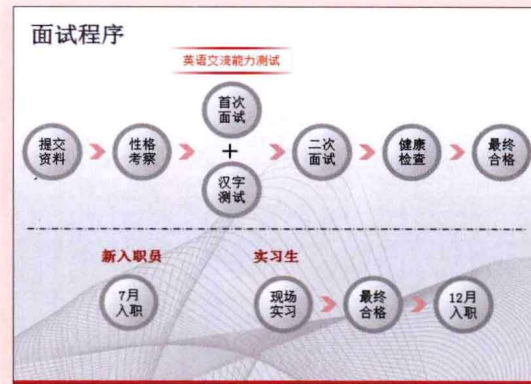 面试程序
英语交流能力测试
首次
面试
提交
资料
性格
考察
+
二次
面试
健康
检查
最终
合格
汉字
测试
新入职员
实习生
7月
入职
现场
实习
最终
合格
12月
入职